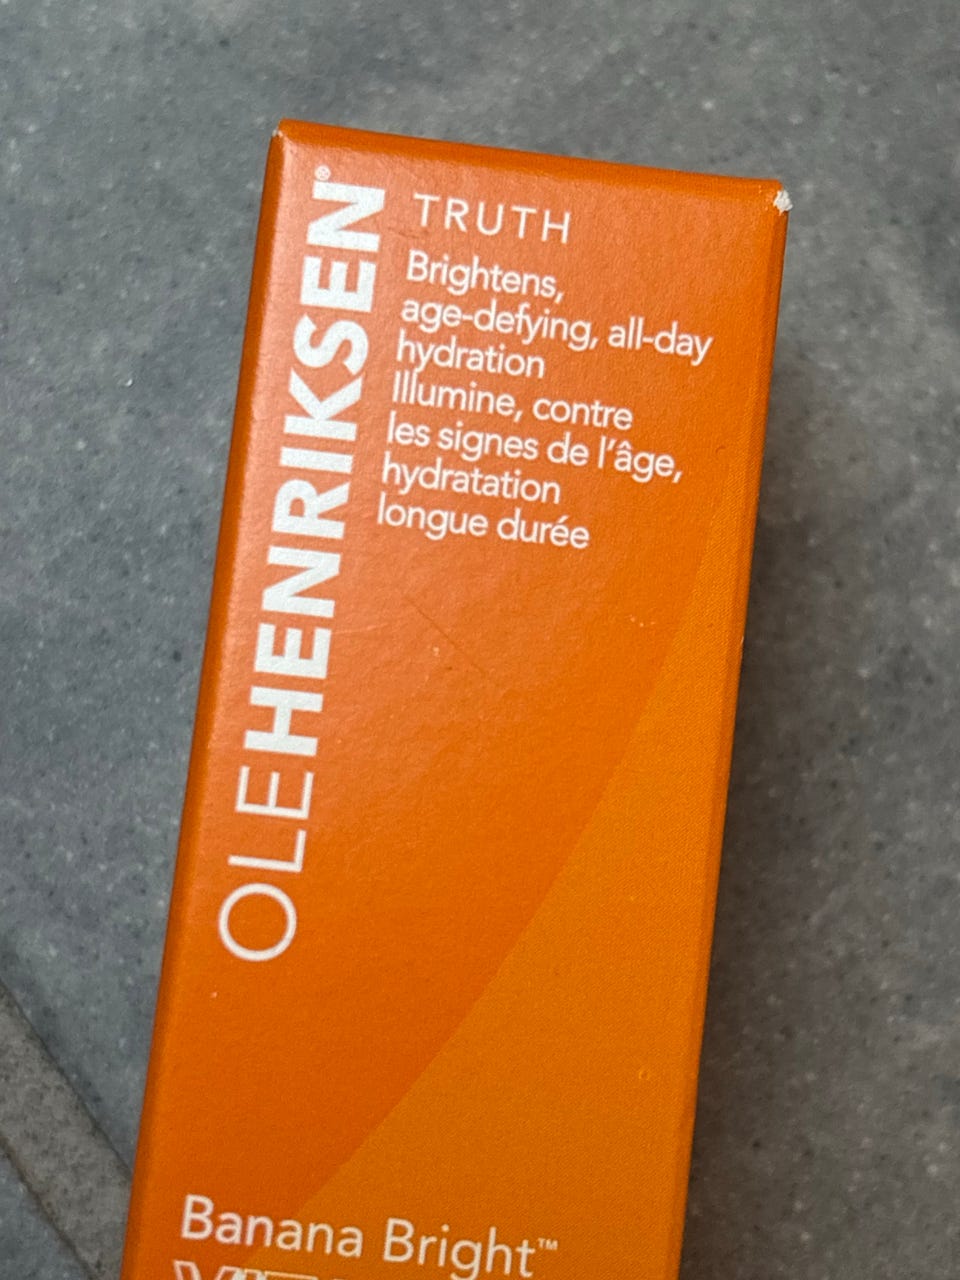 OLEHENRIKSEN®
TRUTH
Brightens,
age-defying, all-day
hydration
Illumine, contre
les signes de l'âge,
hydratation
longue durée
Banana Bright™